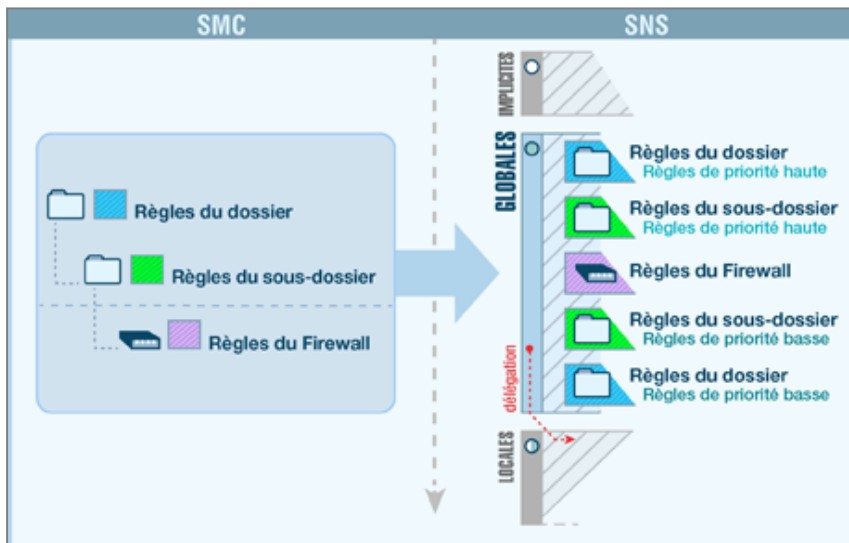 SMC
SNS
Règles du dossier
Règles du sous-dossier
Règles du Firewall
IMPLICITES
GLOBALES
Règles du dossier
Règles de priorité haute
Règles du sous-dossier
Règles de priorité haute
Règles du Firewall
Règles du sous-dossier
Règles de priorité basse
Règles du dossier
Règles de priorité basse
délégation
LOCALES